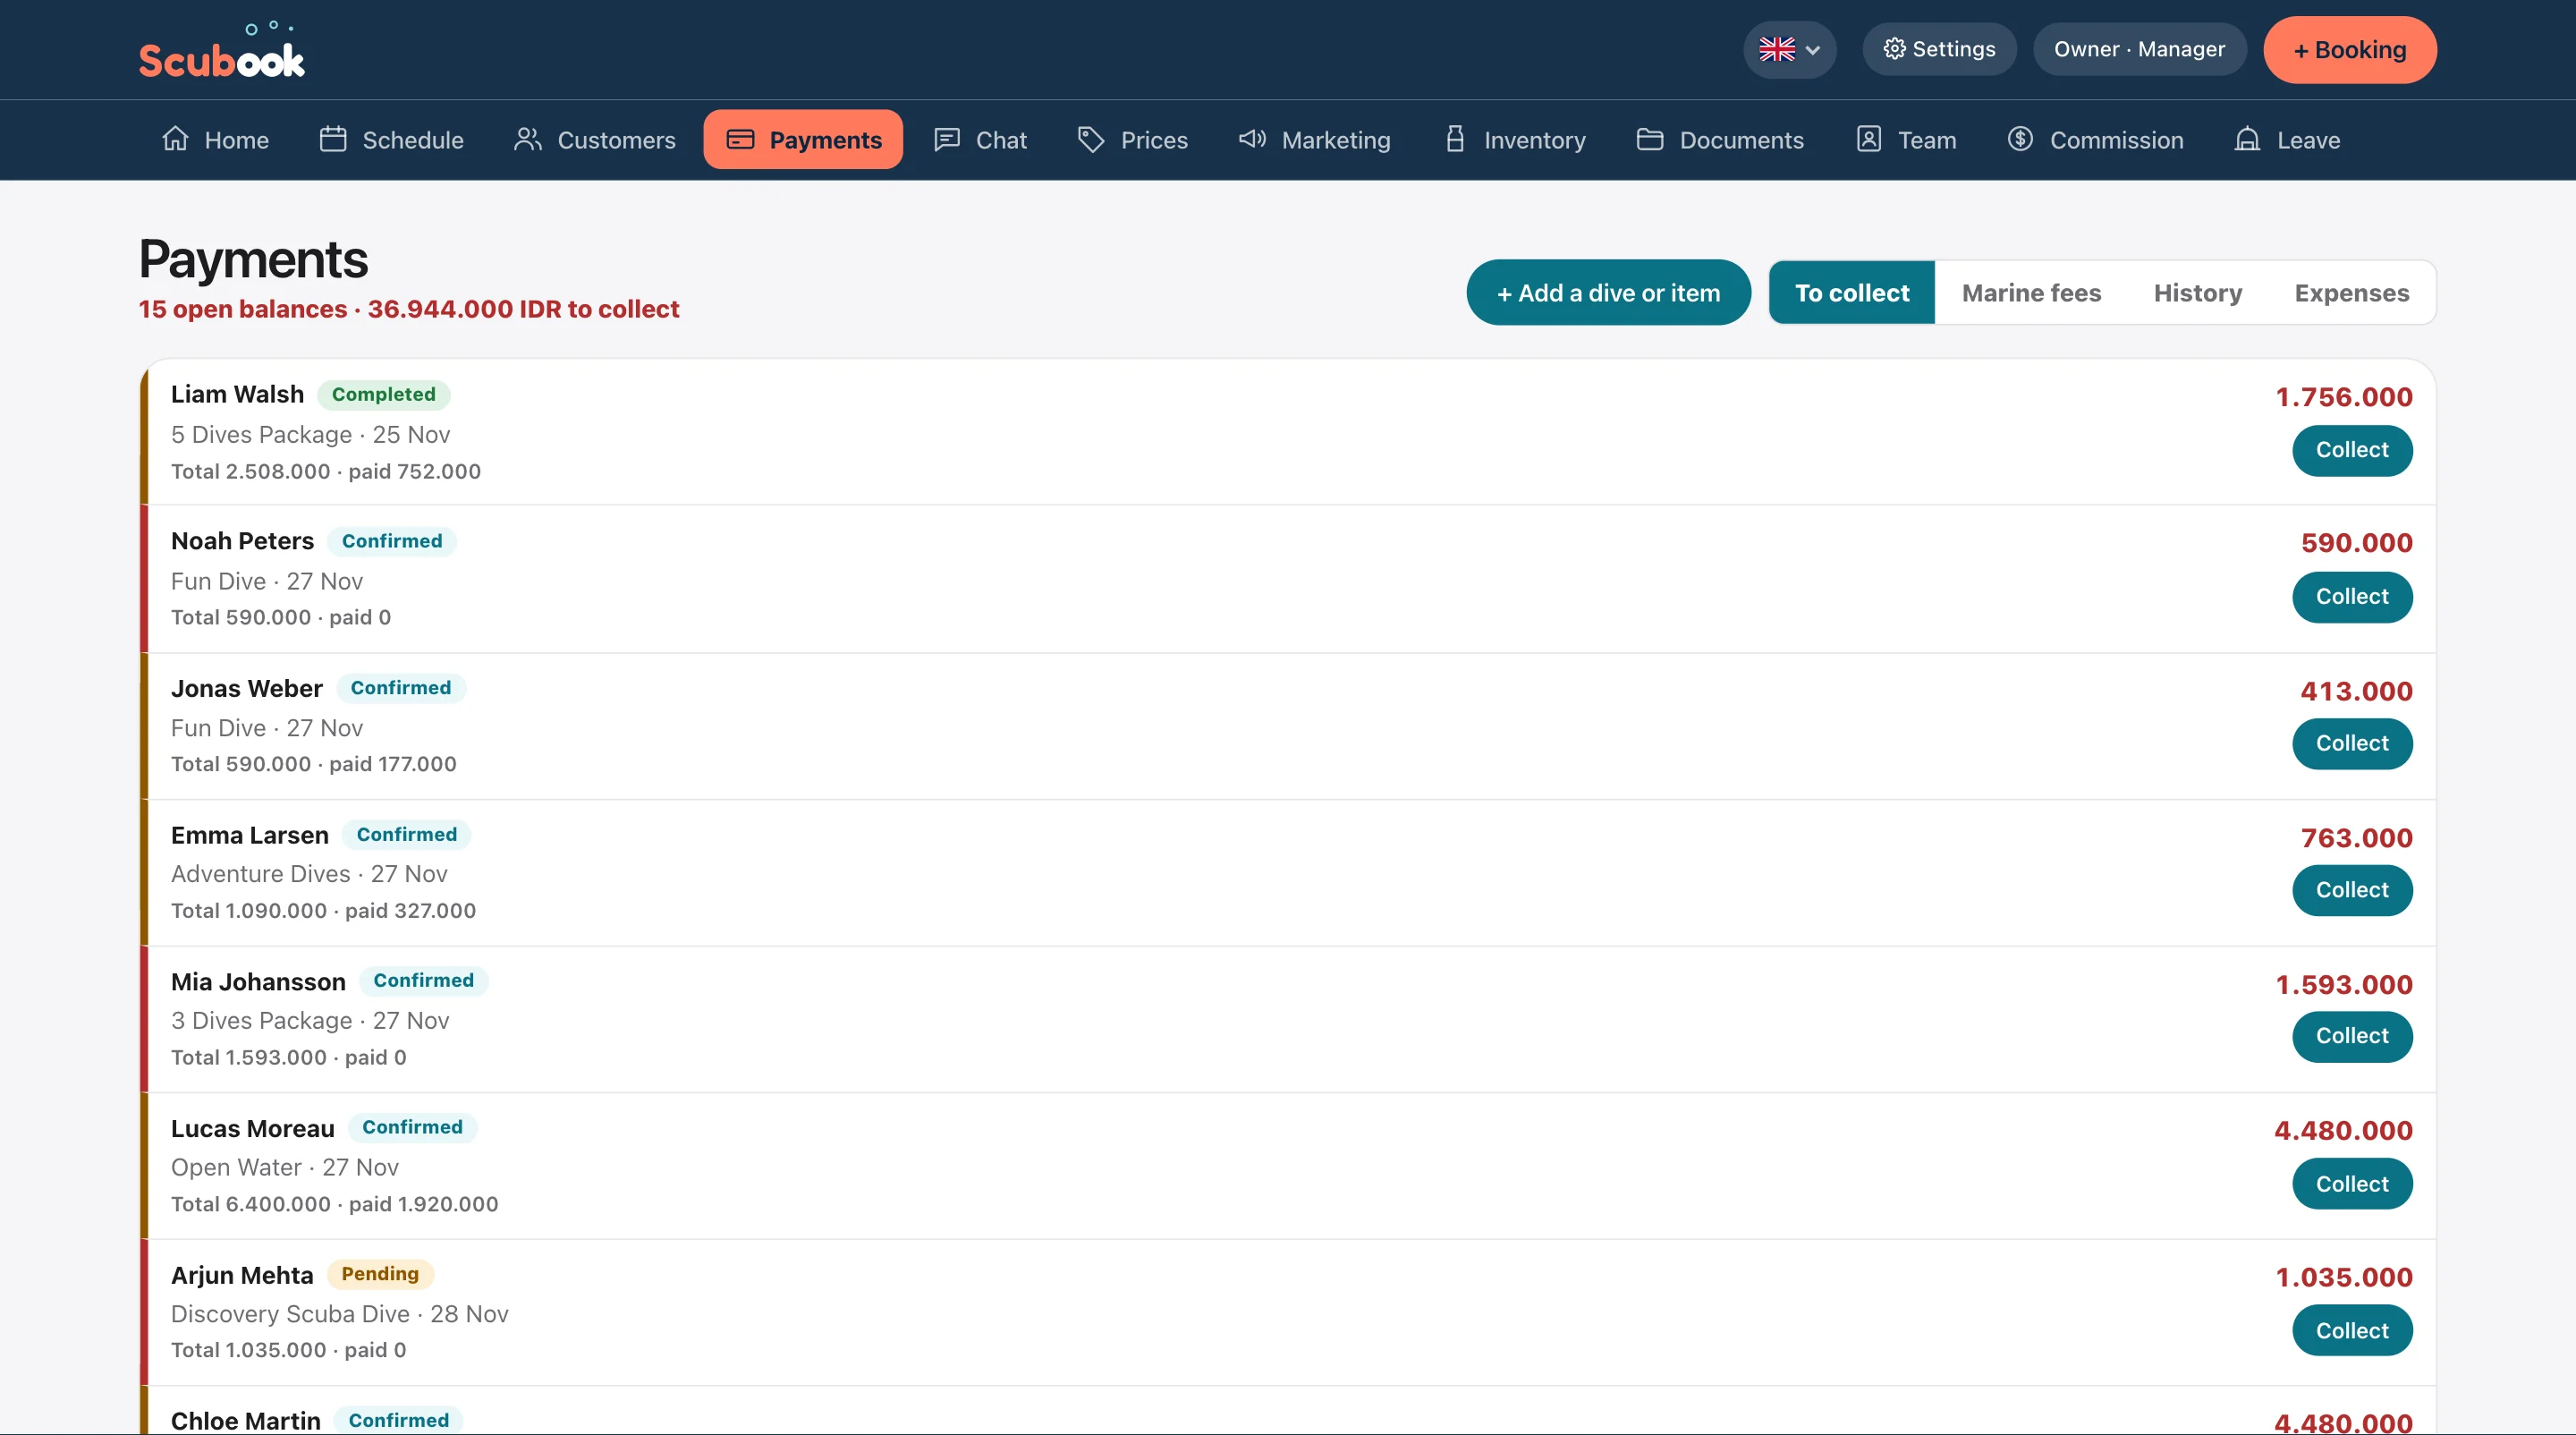 Scubook
Settings
Owner · Manager
+ Booking
Home
Schedule
Customers
Payments
Chat
Prices
Marketing
Inventory
Documents
Team
Commission
Leave
Payments
15 open balances · 36.944.000 IDR to collect
+ Add a dive or item
To collect
Marine fees
History
Expenses
Liam Walsh Completed
5 Dives Package · 25 Nov
Total 2.508.000 · paid 752.000
1.756.000
Collect
Noah Peters Confirmed
Fun Dive · 27 Nov
Total 590.000 · paid 0
590.000
Collect
Jonas Weber Confirmed
Fun Dive · 27 Nov
Total 590.000 · paid 177.000
413.000
Collect
Emma Larsen Confirmed
Adventure Dives · 27 Nov
Total 1.090.000 · paid 327.000
763.000
Collect
Mia Johansson Confirmed
3 Dives Package · 27 Nov
Total 1.593.000 · paid 0
1.593.000
Collect
Lucas Moreau Confirmed
Open Water · 27 Nov
Total 6.400.000 · paid 1.920.000
4.480.000
Collect
Arjun Mehta Pending
Discovery Scuba Dive · 28 Nov
Total 1.035.000 · paid 0
1.035.000
Collect
Chloe Martin Confirmed
4.480.000